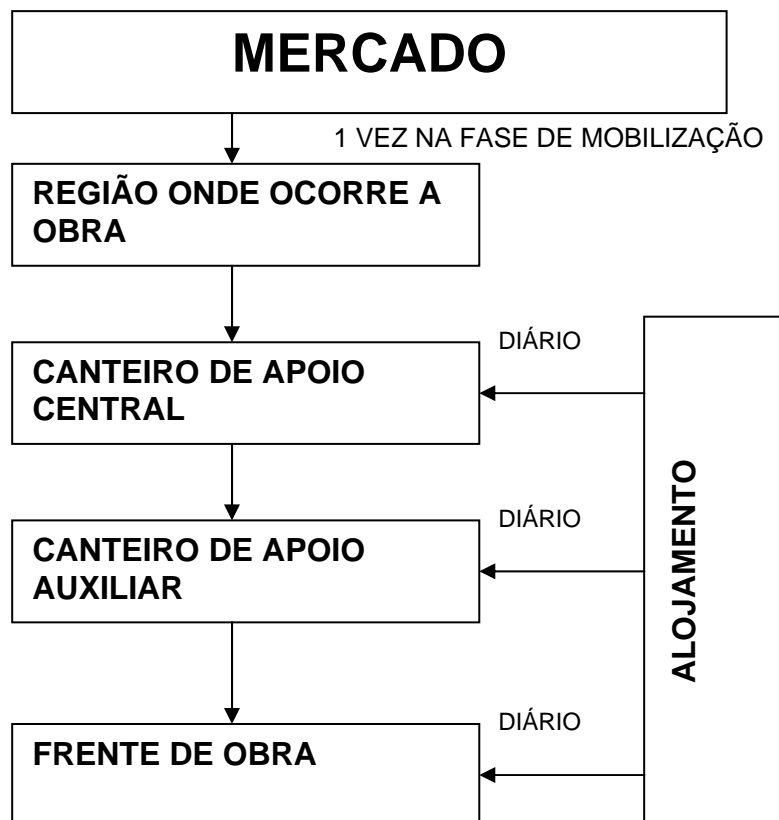 MERCADO
1 VEZ NA FASE DE MOBILIZAÇÃO
REGIÃO ONDE OCORRE A
OBRA
DIÁRIO
CANTEIRO DE APOIO
CENTRAL
DIÁRIO
CANTEIRO DE APOIO
AUXILIAR
ALOJAMENTO
DIÁRIO
FRENTE DE OBRA